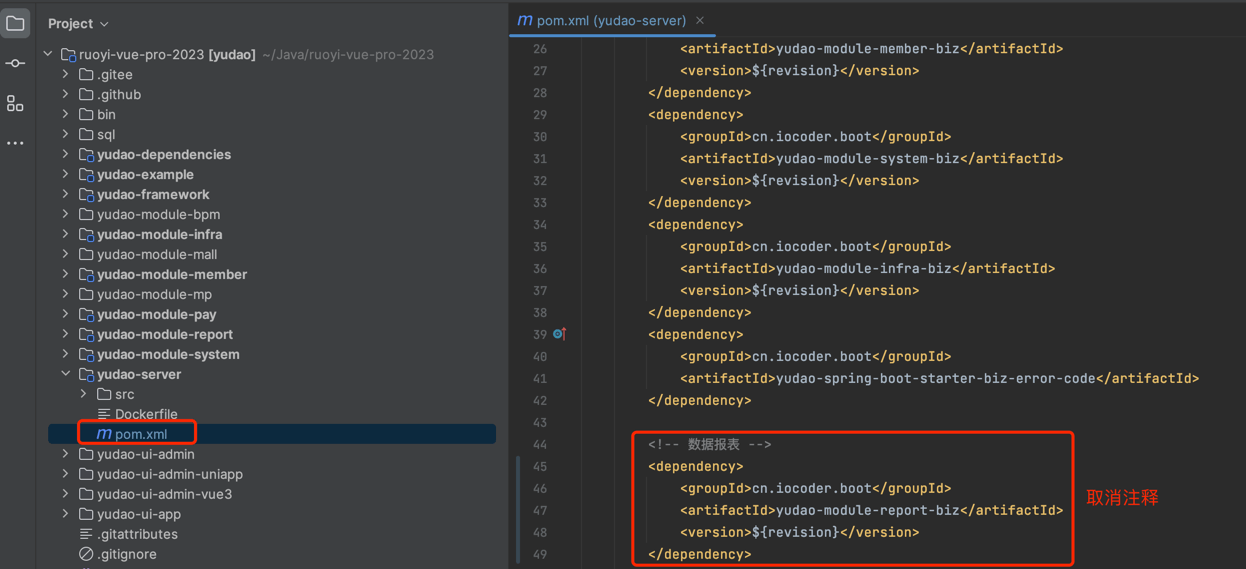 Project
ruoyi-vue-pro-2023 [yudao] ~/Java/ruoyi-vue-pro-2023
.gitee
.github
bin
sql
yudao-dependencies
yudao-example
yudao-framework
yudao-module-bpm
yudao-module-infra
yudao-module-mall
yudao-module-member
yudao-module-mp
yudao-module-pay
yudao-module-report
yudao-module-system
yudao-server
src
Dockerfile
m pom.xml
yudao-ui-admin
yudao-ui-admin-uniapp
yudao-ui-admin-vue3
yudao-ui-app
.gitattributes
.gitignore
m pom.xml (yudao-server)
26 <artifactId>yudao-module-member-biz</artifactId>
27 <version>${revision}</version>
28 </dependency>
29 <dependency>
30 <groupId>cn.iocoder.boot</groupId>
31 <artifactId>yudao-module-system-biz</artifactId>
32 <version>${revision}</version>
33 </dependency>
34 <dependency>
35 <groupId>cn.iocoder.boot</groupId>
36 <artifactId>yudao-module-infra-biz</artifactId>
37 <version>${revision}</version>
38 </dependency>
39 <dependency>
40 <groupId>cn.iocoder.boot</groupId>
41 <artifactId>yudao-spring-boot-starter-biz-error-code</artifactId>
42 </dependency>
43
44 <!-- 数据报表 -->
45 <dependency>
46 <groupId>cn.iocoder.boot</groupId>
47 <artifactId>yudao-module-report-biz</artifactId>
48 <version>${revision}</version>
49 </dependency>
取消注释